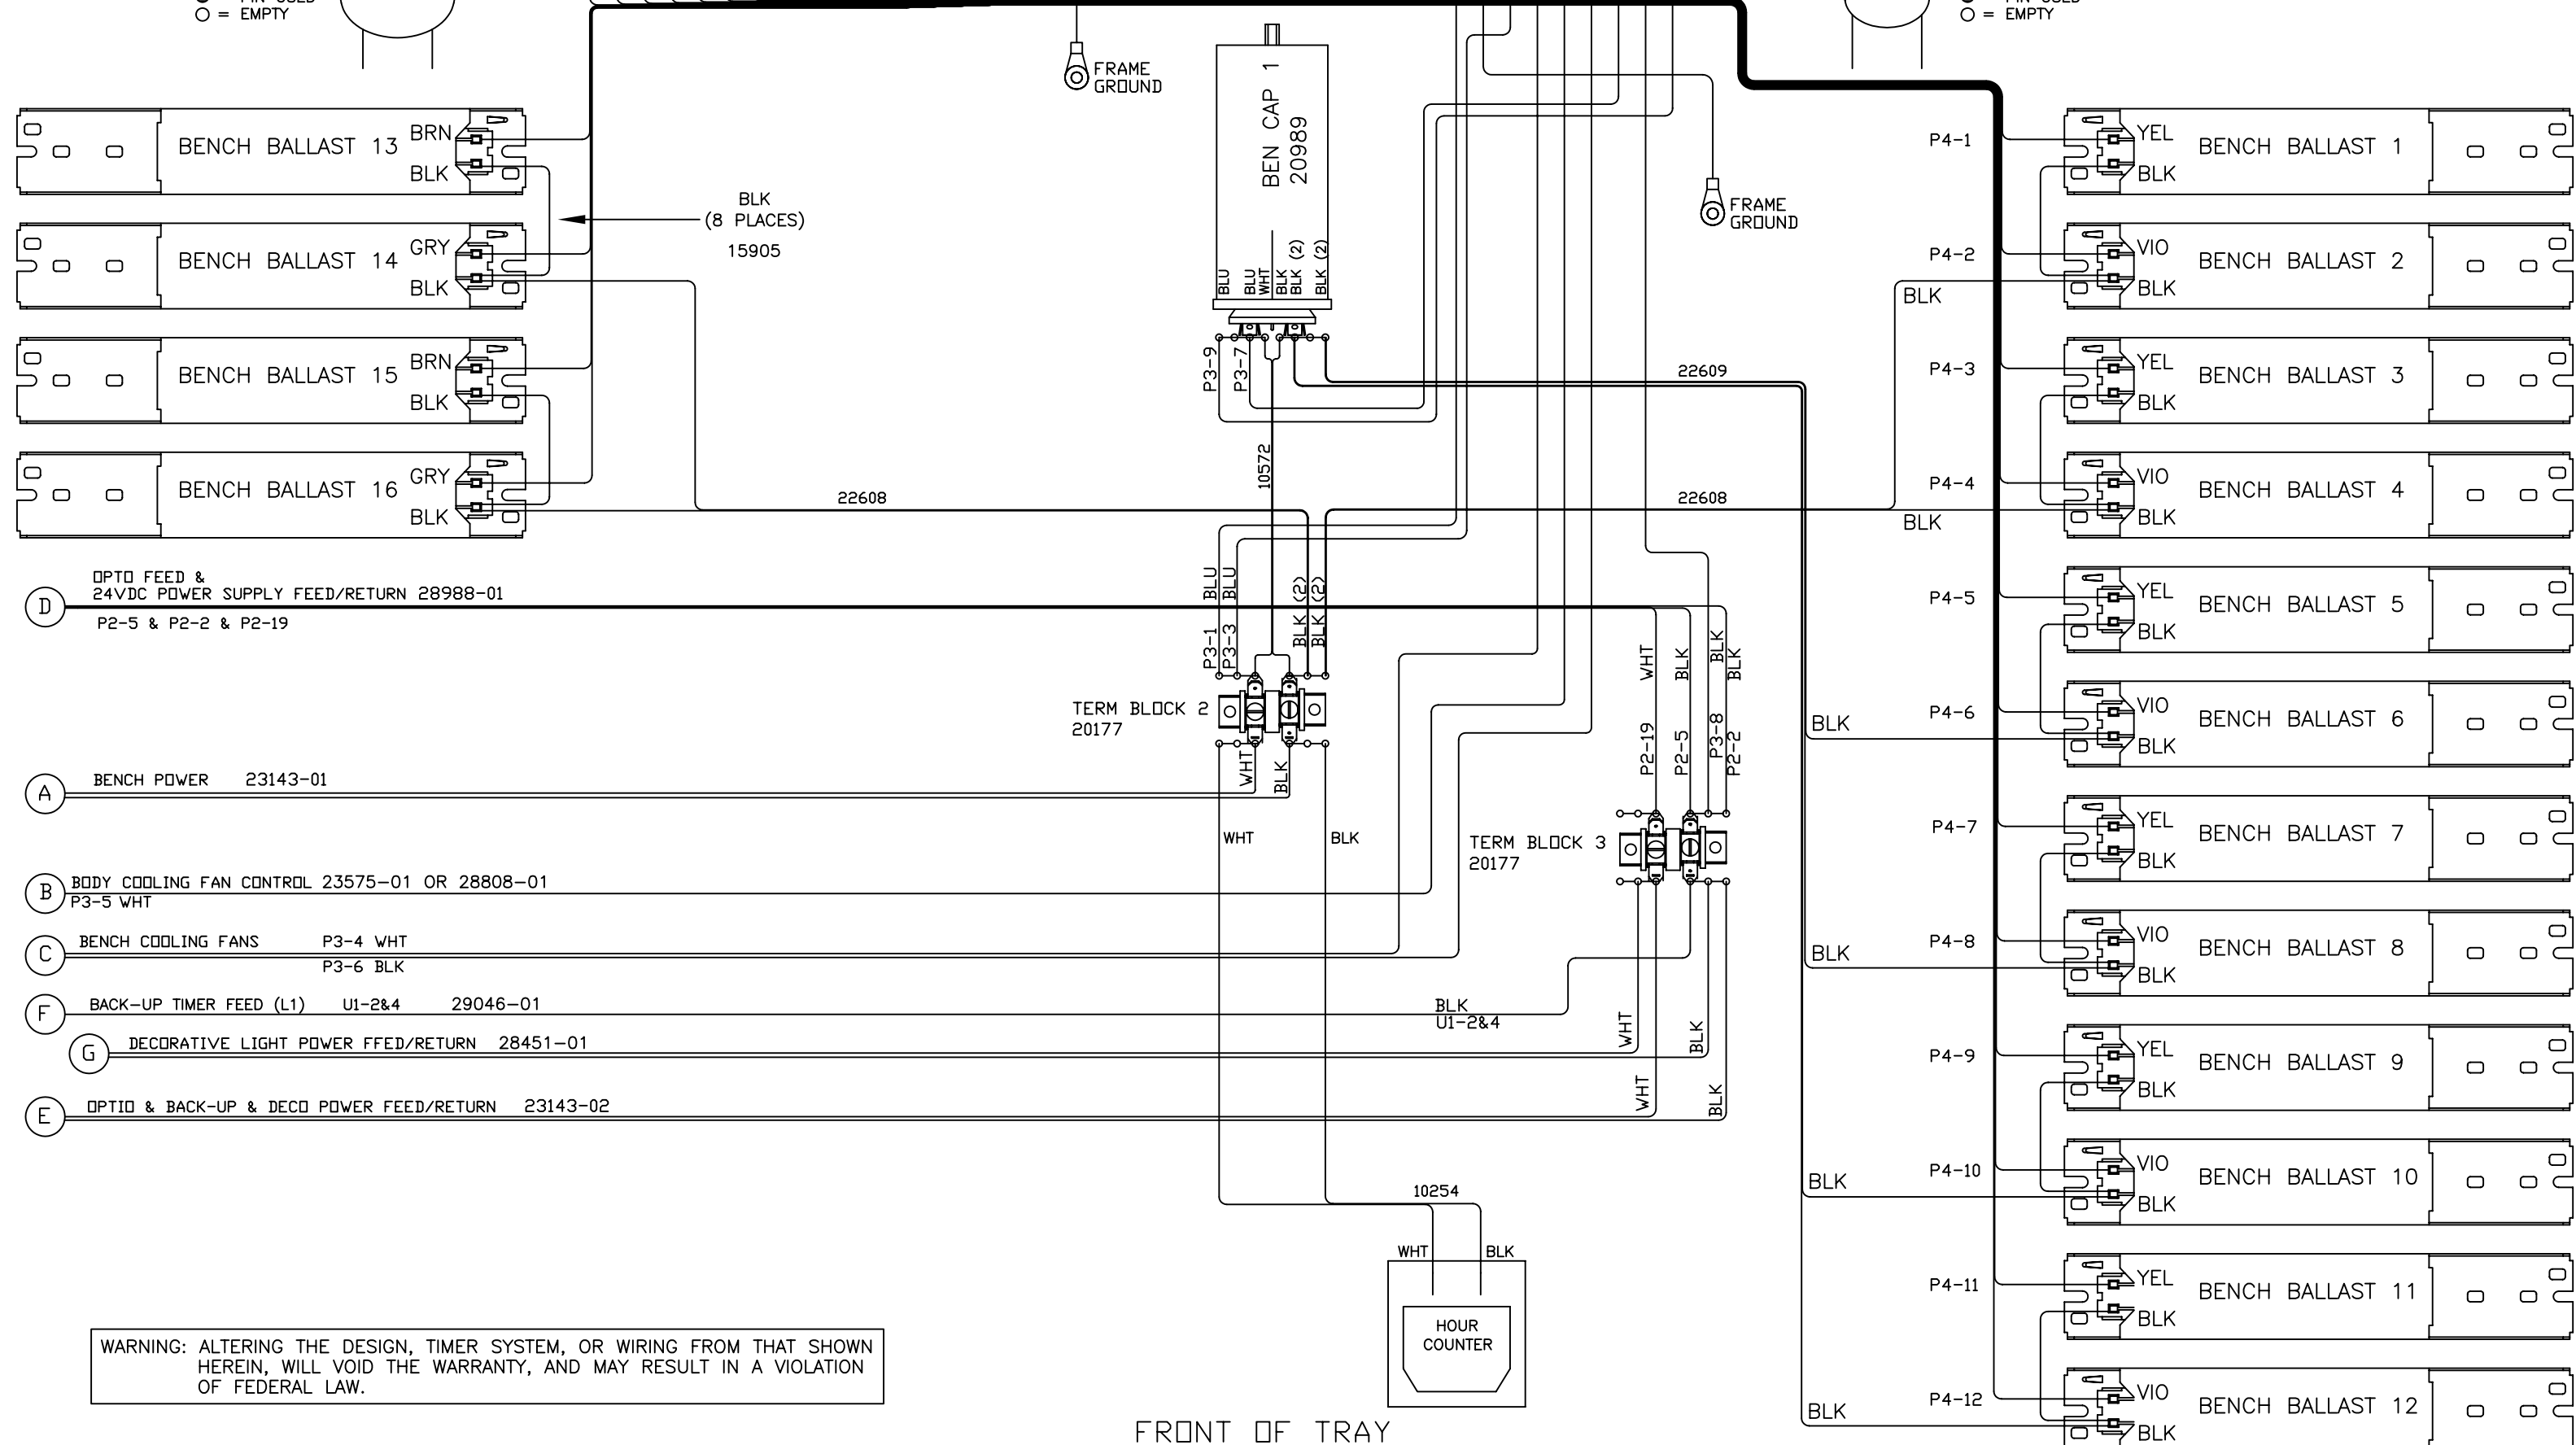 = EMPTY
= EMPTY
FRAME
GROUND
BEN CAP 1
20989
BLU
BLU
WHT
BLK
BLK (2)
BLK (2)
P3-9
P3-7
FRAME
GROUND
BENCH BALLAST 13
BRN
BLK
BENCH BALLAST 14
GRY
BLK
BENCH BALLAST 15
BRN
BLK
BENCH BALLAST 16
GRY
BLK
BLK
(8 PLACES)
15905
22608
10572
22609
22608
P4-1
YEL
BLK
BENCH BALLAST 1
P4-2
BLK
VIO
BLK
BENCH BALLAST 2
P4-3
YEL
BLK
BENCH BALLAST 3
P4-4
BLK
VIO
BLK
BENCH BALLAST 4
P4-5
YEL
BLK
BENCH BALLAST 5
P4-6
BLK
VIO
BLK
BENCH BALLAST 6
P4-7
YEL
BLK
BENCH BALLAST 7
P4-8
BLK
VIO
BLK
BENCH BALLAST 8
P4-9
YEL
BLK
BENCH BALLAST 9
P4-10
BLK
VIO
BLK
BENCH BALLAST 10
P4-11
YEL
BLK
BENCH BALLAST 11
P4-12
BLK
VIO
BLK
BENCH BALLAST 12
D
OPTO FEED &
24VDC POWER SUPPLY FEED/RETURN 28988-01
P2-5 & P2-2 & P2-19
P3-1 BLU
P3-3 BLU
BLK (2)
BLK (2)
TERM BLOCK 2
20177
WHT
BLK
WHT
BLK
P2-19 WHT
P2-5 BLK
P3-8 BLK
P2-2 BLK
TERM BLOCK 3
20177
A
BENCH POWER 23143-01
B
BODY COOLING FAN CONTROL 23575-01 OR 28808-01
P3-5 WHT
C
BENCH COOLING FANS P3-4 WHT
P3-6 BLK
F
BACK-UP TIMER FEED (L1) U1-2&4 29046-01
BLK
U1-2&4
G
DECORATIVE LIGHT POWER FFED/RETURN 28451-01
WHT
BLK
E
OPTIO & BACK-UP & DECO POWER FEED/RETURN 23143-02
WHT
BLK
10254
WHT
BLK
HOUR
COUNTER
WARNING: ALTERING THE DESIGN, TIMER SYSTEM, OR WIRING FROM THAT SHOWN
HEREIN, WILL VOID THE WARRANTY, AND MAY RESULT IN A VIOLATION
OF FEDERAL LAW.
FRONT OF TRAY